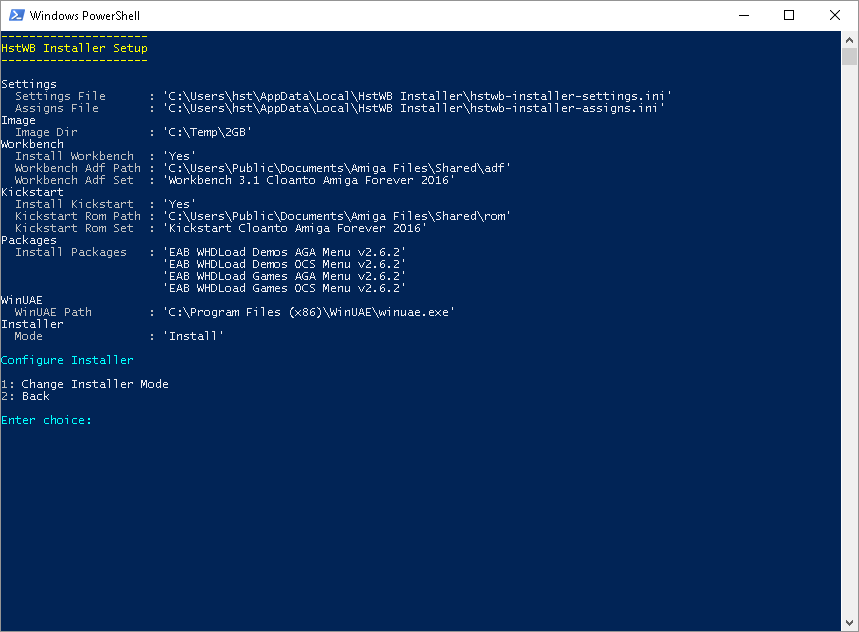 Windows PowerShell
---------------------
HstWB Installer Setup
---------------------
Settings
Settings File : 'C:\Users\hst\AppData\Local\HstWB Installer\hstwb-installer-settings.ini'
Assigns File : 'C:\Users\hst\AppData\Local\HstWB Installer\hstwb-installer-assigns.ini'
Image
Image Dir : 'C:\Temp\2GB'
Workbench
Install Workbench : 'Yes'
Workbench Adf Path : 'C:\Users\Public\Documents\Amiga Files\Shared\adf'
Workbench Adf Set : 'Workbench 3.1 Cloanto Amiga Forever 2016'
Kickstart
Install Kickstart : 'Yes'
Kickstart Rom Path : 'C:\Users\Public\Documents\Amiga Files\Shared\rom'
Kickstart Rom Set : 'Kickstart Cloanto Amiga Forever 2016'
Packages
Install Packages : 'EAB WHDLoad Demos AGA Menu v2.6.2'
'EAB WHDLoad Demos OCS Menu v2.6.2'
'EAB WHDLoad Games AGA Menu v2.6.2'
'EAB WHDLoad Games OCS Menu v2.6.2'
WinUAE
WinUAE Path : 'C:\Program Files (x86)\WinUAE\winuae.exe'
Installer
Mode : 'Install'
Configure Installer
1: Change Installer Mode
2: Back
Enter choice: